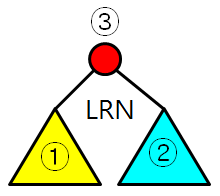 ③
LRN
① ②